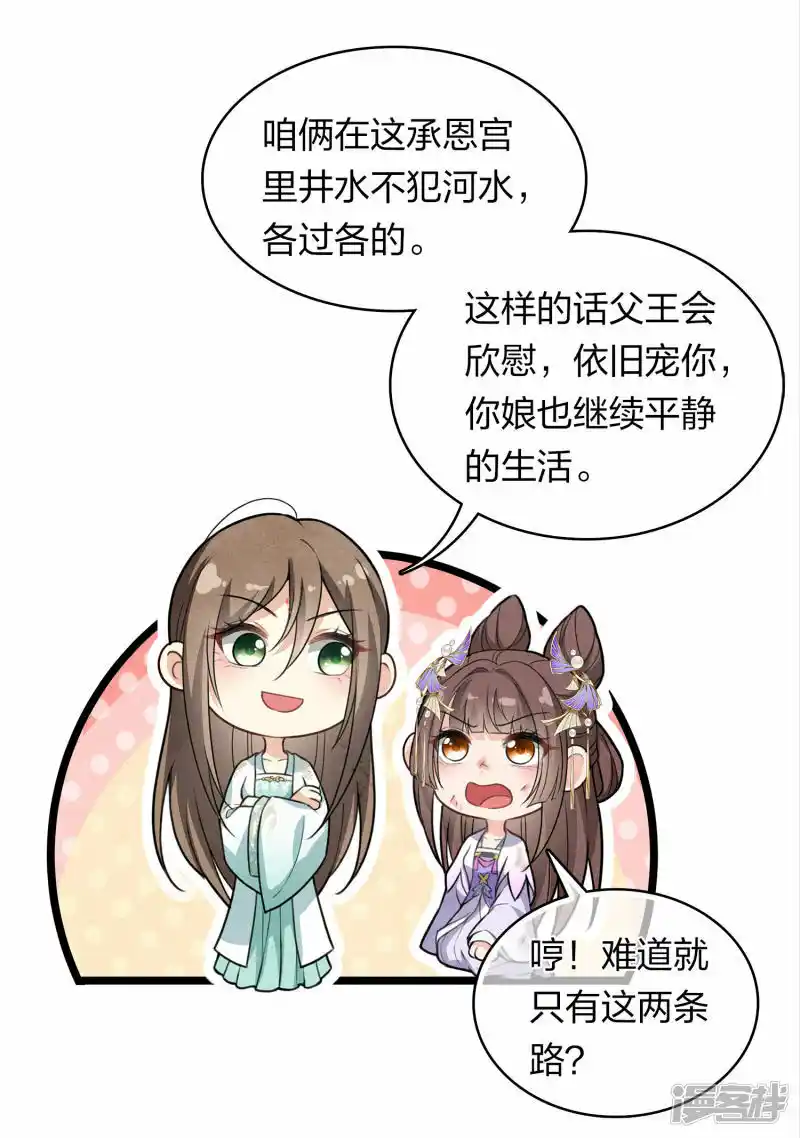 咱俩在这承恩宫
里井水不犯河水，
各过各的。
这样的话父王会
欣慰，依旧宠你，
你娘也继续平静
的生活。
哼！难道就
只有这两条
路？
漫客栈